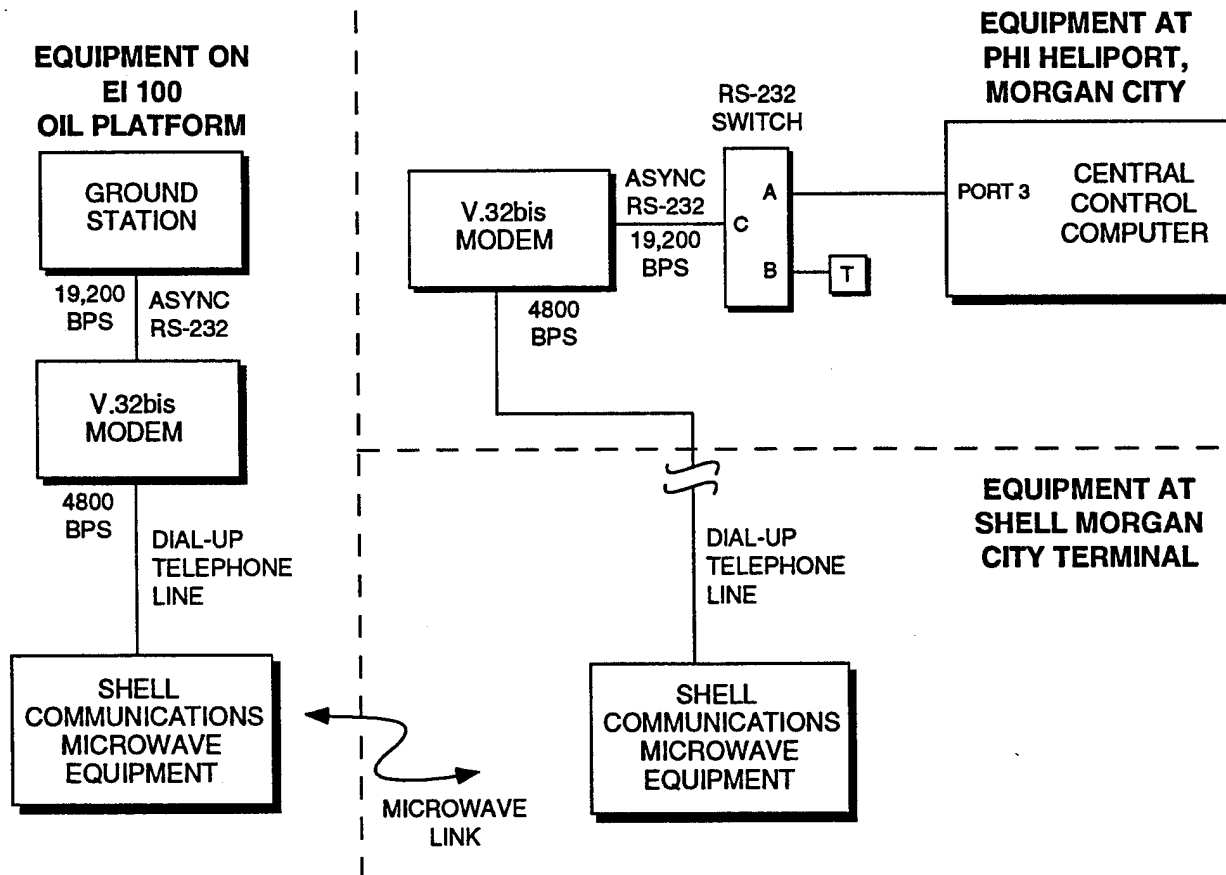 EQUIPMENT ON
EI 100
OIL PLATFORM
GROUND
STATION
19,200
BPS
ASYNC
RS-232
V.32bis
MODEM
4800
BPS
DIAL-UP
TELEPHONE
LINE
SHELL
COMMUNICATIONS
MICROWAVE
EQUIPMENT
MICROWAVE
LINK
EQUIPMENT AT
PHI HELIPORT,
MORGAN CITY
RS-232
SWITCH
V.32bis
MODEM
ASYNC
RS-232
19,200
BPS
C
A
B
T
PORT 3
CENTRAL
CONTROL
COMPUTER
4800
BPS
EQUIPMENT AT
SHELL MORGAN
CITY TERMINAL
DIAL-UP
TELEPHONE
LINE
SHELL
COMMUNICATIONS
MICROWAVE
EQUIPMENT